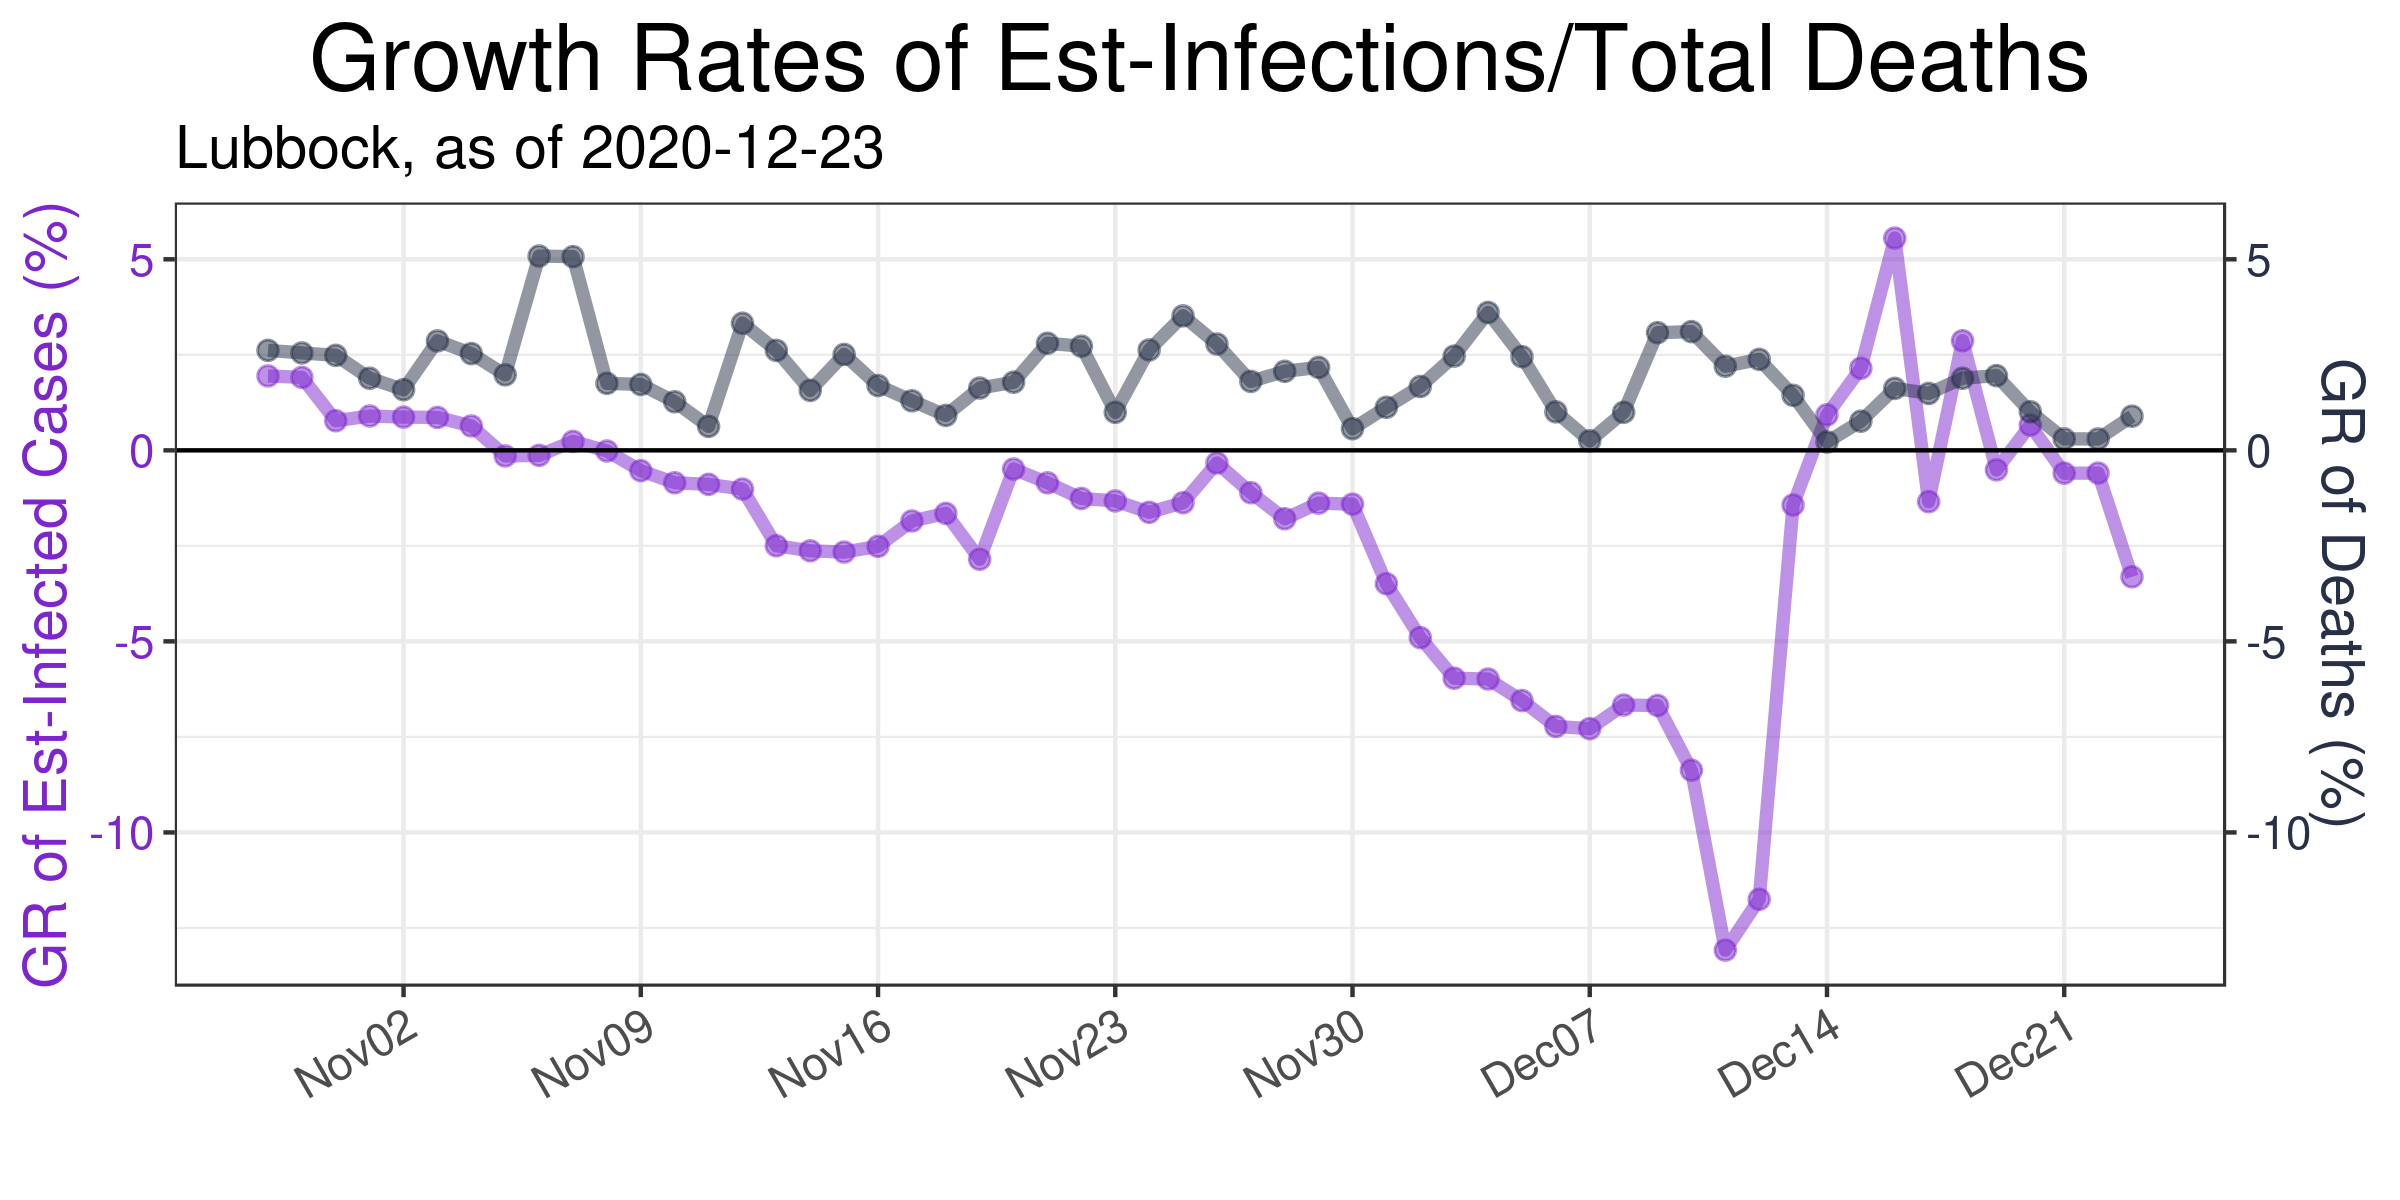 Growth Rates of Est-Infections/Total Deaths
Lubbock, as of 2020-12-23
GR of Est-Infected Cases (%)
5
0
-5
-10
5
0
-5
-10
GR of Deaths (%)
Nov02
Nov09
Nov16
Nov23
Nov30
Dec07
Dec14
Dec21